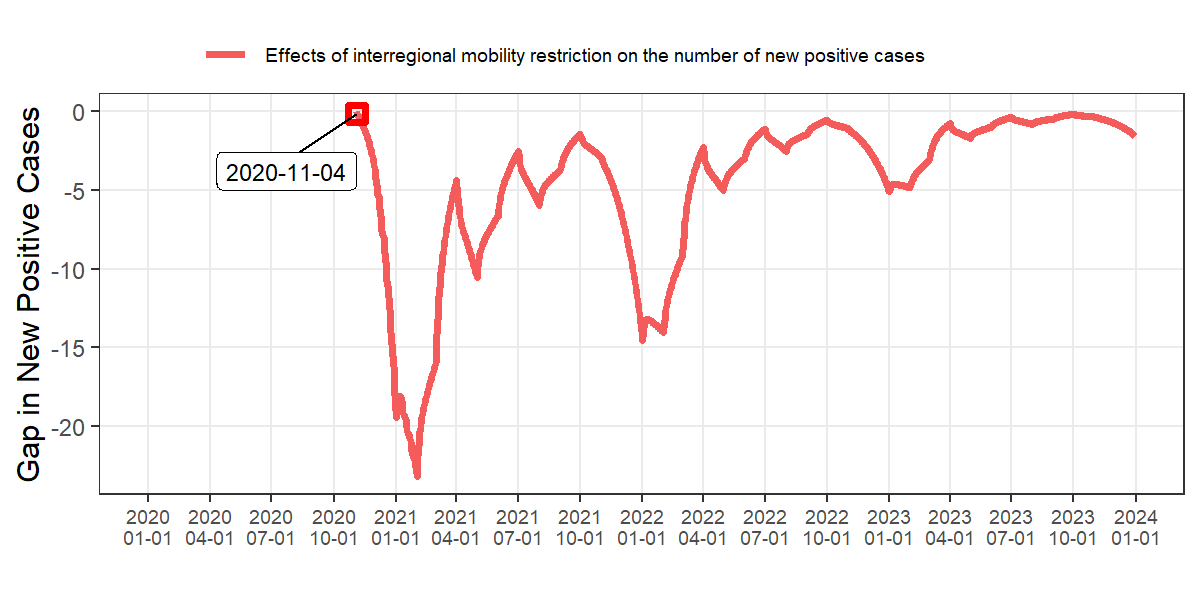 Effects of interregional mobility restriction on the number of new positive cases
Gap in New Positive Cases
0
-5
-10
-15
-20
2020-11-04
2020 2020 2020 2020 2021 2021 2021 2021 2022 2022 2022 2022 2023 2023 2023 2023 2024
01-01 04-01 07-01 10-01 01-01 04-01 07-01 10-01 01-01 04-01 07-01 10-01 01-01 04-01 07-01 10-01 01-01